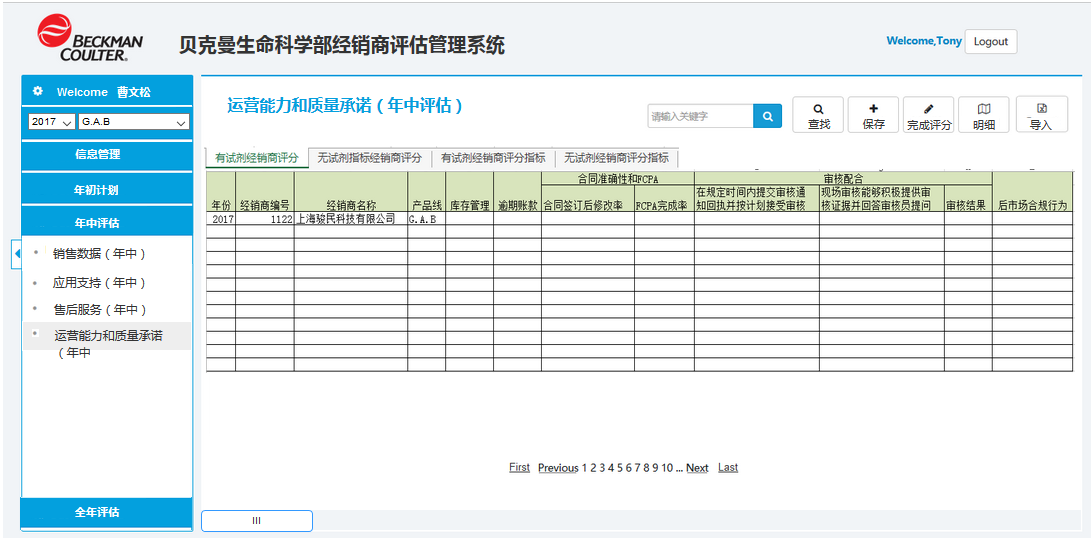 BECKMAN
COULTER®
贝克曼生命科学部经销商评估管理系统
Welcome,Tony Logout
Welcome 曹文松
2017 G.A.B
信息管理
年初计划
年中评估
销售数据（年中）
应用支持（年中）
售后服务（年中）
运营能力和质量承诺
（年中
全年评估
运营能力和质量承诺（年中评估）
请输入关键字
查找 保存 完成评分 明细 导入
有试剂经销商评分 无试剂指标经销商评分 有试剂经销商评分指标 无试剂经销商评分指标
合同准确性和FCPA 审核配合
年份 经销商编号 经销商名称 产品线 库存管理 逾期账款 合同签订后修改率 FCPA完成率 在规定时间内提交审核通 现场审核能够积极提供审 审核结果 后市场合规行为
知回执并按计划接受审核 核证据并回答审核员提问
2017 1122 上海骏民科技有限公司 G.A.B
First Previous 1 2 3 4 5 6 7 8 9 10 ... Next Last
III